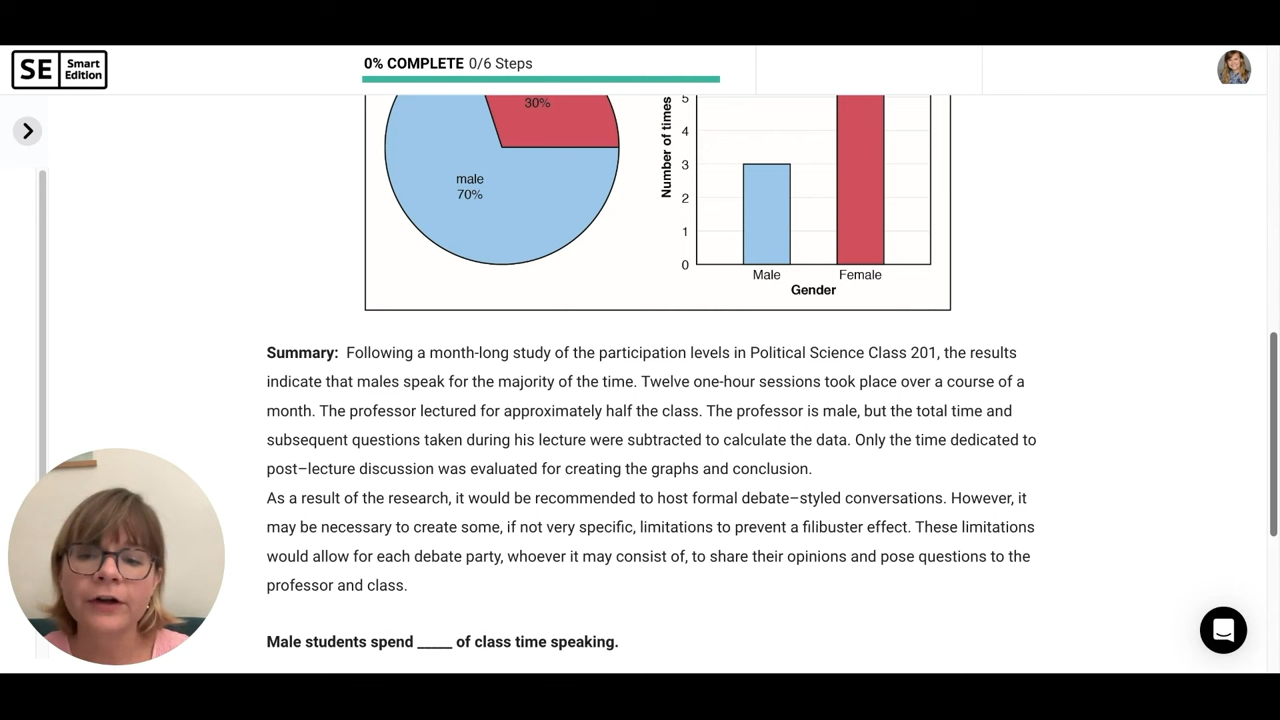 SE Smart Edition
0% COMPLETE 0/6 Steps
30%
male
70%
Number of times
5
4
3
2
1
0
Male Female
Gender
Summary: Following a month-long study of the participation levels in Political Science Class 201, the results
indicate that males speak for the majority of the time. Twelve one-hour sessions took place over a course of a
month. The professor lectured for approximately half the class. The professor is male, but the total time and
subsequent questions taken during his lecture were subtracted to calculate the data. Only the time dedicated to
post–lecture discussion was evaluated for creating the graphs and conclusion.
As a result of the research, it would be recommended to host formal debate–styled conversations. However, it
may be necessary to create some, if not very specific, limitations to prevent a filibuster effect. These limitations
would allow for each debate party, whoever it may consist of, to share their opinions and pose questions to the
professor and class.
Male students spend _____ of class time speaking.